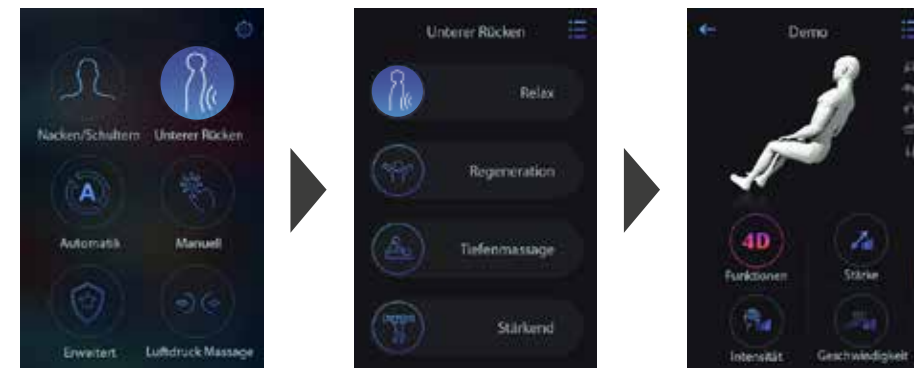 Nacken/Schultern Unterer Rücken
A
Automatik Manuell
Erweitert Luftdruck Massage
Unterer Rücken
Relax
Regeneration
Tiefenmassage
Stärkend
Demo
4D
Funktionen Stärke
Intensität Geschwindigkeit